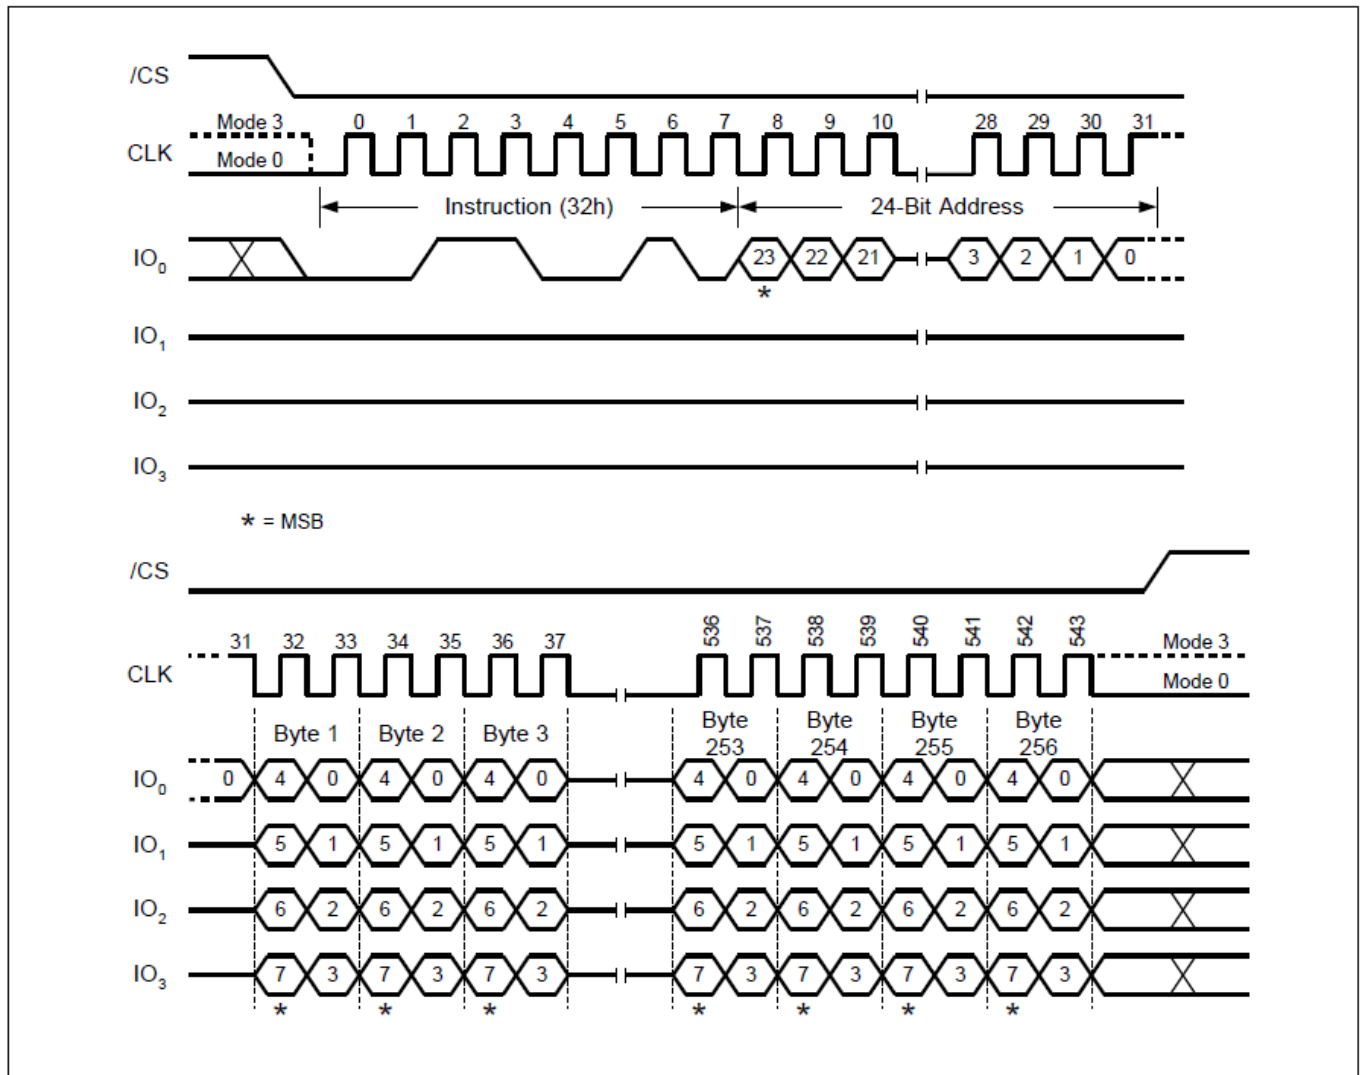 /CS
Mode 3 0 1 2 3 4 5 6 7 8 9 10 28 29 30 31
CLK
Mode 0
Instruction (32h) 24-Bit Address
IO0 23 22 21 3 2 1 0
*
IO1
IO2
IO3
* = MSB
/CS
31 32 33 34 35 36 37 536 537 538 539 540 541 542 543 Mode 3
CLK
Mode 0
Byte 1 Byte 2 Byte 3 Byte 253 Byte 254 Byte 255 Byte 256
IO0 0 4 0 4 0 4 0 4 0 4 0 4 0 4 0
IO1 5 1 5 1 5 1 5 1 5 1 5 1 5 1
IO2 6 2 6 2 6 2 6 2 6 2 6 2 6 2
IO3 7 3 7 3 7 3 7 3 7 3 7 3 7 3
* * * * * * *